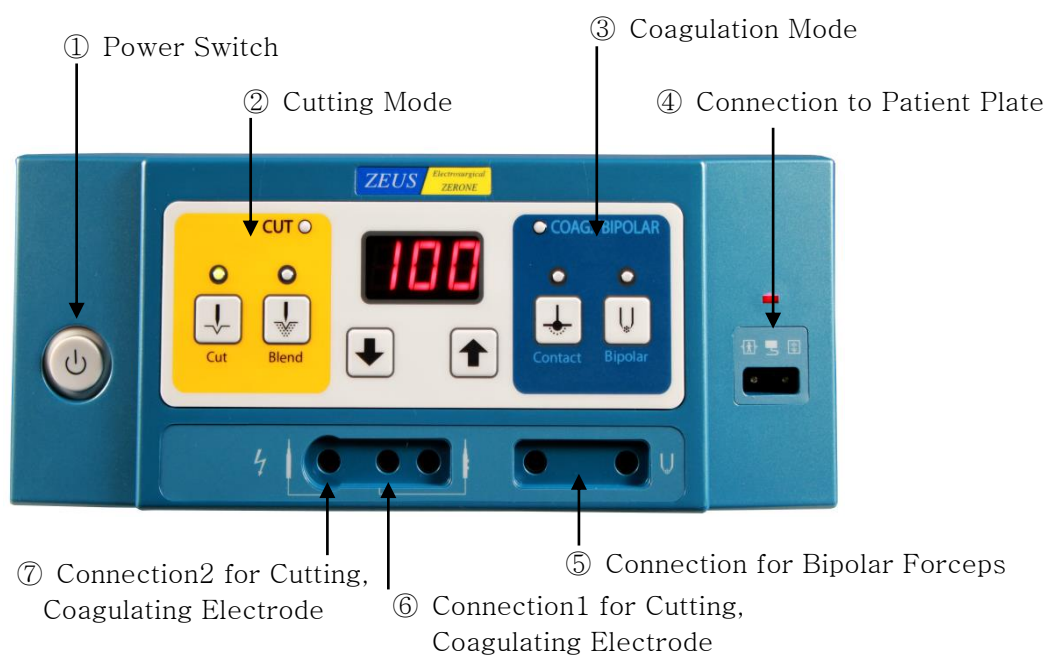 ① Power Switch
③ Coagulation Mode
② Cutting Mode
④ Connection to Patient Plate
ZEUS
Electrosurgical
ZERONE
CUT
COAG. BIPOLAR
100
Cut
Blend
Contact
Bipolar
⑦ Connection2 for Cutting,
Coagulating Electrode
⑥ Connection1 for Cutting,
Coagulating Electrode
⑤ Connection for Bipolar Forceps